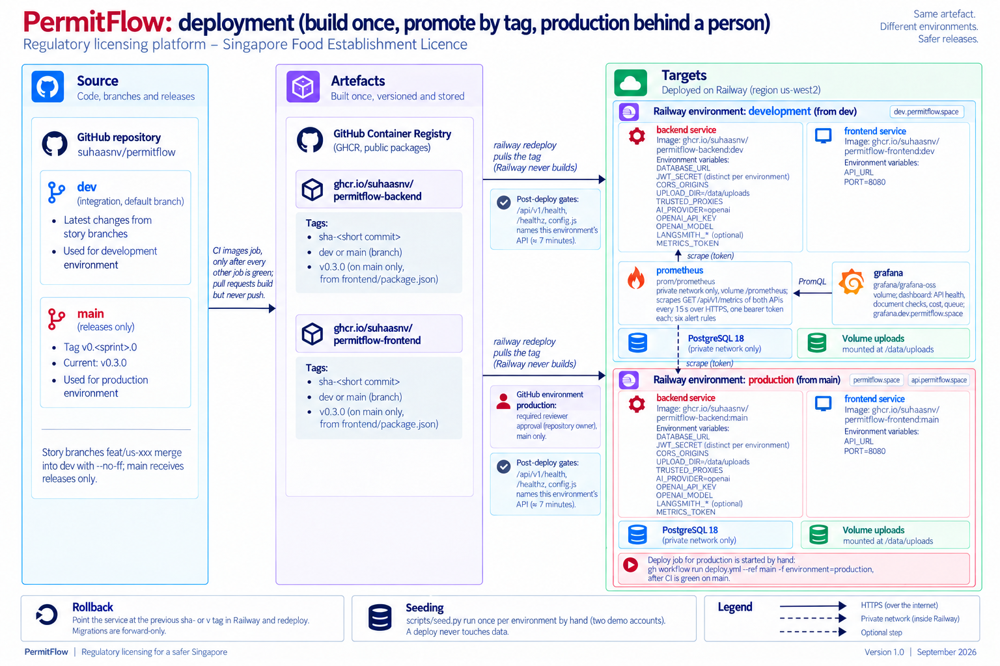 PermitFlow: deployment (build once, promote by tag, production behind a person)
Regulatory licensing platform – Singapore Food Establishment Licence
Same artefact.
Different environments.
Safer releases.
Source
Code, branches and releases
GitHub repository
suhaasnv/permitflow
dev
(integration, default branch)
• Latest changes from
story branches
• Used for development
environment
main
(releases only)
• Tag v0.<sprint>.0
• Current: v0.3.0
• Used for production
environment
Story branches feat/us-xxx merge
into dev with --no-ff; main receives
releases only.
CI images job,
only after every
other job is green;
pull requests build
but never push.
Artefacts
Built once, versioned and stored
GitHub Container Registry
(GHCR, public packages)
ghcr.io/suhaasnv/
permitflow-backend
Tags:
• sha-<short commit>
• dev or main (branch)
• v0.3.0 (on main only,
from frontend/package.json)
ghcr.io/suhaasnv/
permitflow-frontend
Tags:
• sha-<short commit>
• dev or main (branch)
• v0.3.0 (on main only,
from frontend/package.json)
railway redeploy
pulls the tag
(Railway never builds)
Post-deploy gates:
/api/v1/health,
/healthz, config.js
names this environment's
API (≈ 7 minutes).
railway redeploy
pulls the tag
(Railway never builds)
GitHub environment
production:
required reviewer
approval (repository owner),
main only.
Post-deploy gates:
/api/v1/health,
/healthz, config.js
names this environment's
API (≈ 7 minutes).
Targets
Deployed on Railway (region us-west2)
Railway environment: development (from dev)
dev.permitflow.space
backend service
Image: ghcr.io/suhaasnv/
permitflow-backend:dev
Environment variables:
DATABASE_URL
JWT_SECRET (distinct per environment)
CORS_ORIGINS
UPLOAD_DIR=/data/uploads
TRUSTED_PROXIES
AI_PROVIDER=openai
OPENAI_API_KEY
OPENAI_MODEL
LANGSMITH_* (optional)
METRICS_TOKEN
frontend service
Image: ghcr.io/suhaasnv/
permitflow-frontend:dev
Environment variables:
API_URL
PORT=8080
scrape (token)
prometheus
prom/prometheus
private network only, volume /prometheus;
scrapes GET /api/v1/metrics of both APIs
every 15 s over HTTPS, one bearer token
each; six alert rules
PromQL
grafana
grafana/grafana-oss
volume; dashboard: API health,
document checks, cost, queue;
grafana.dev.permitflow.space
PostgreSQL 18
(private network only)
Volume uploads
mounted at /data/uploads
scrape (token)
Railway environment: production (from main)
permitflow.space
api.permitflow.space
backend service
Image: ghcr.io/suhaasnv/
permitflow-backend:main
Environment variables:
DATABASE_URL
JWT_SECRET (distinct per environment)
CORS_ORIGINS
UPLOAD_DIR=/data/uploads
TRUSTED_PROXIES
AI_PROVIDER=openai
OPENAI_API_KEY
OPENAI_MODEL
LANGSMITH_* (optional)
METRICS_TOKEN
frontend service
Image: ghcr.io/suhaasnv/
permitflow-frontend:main
Environment variables:
API_URL
PORT=8080
PostgreSQL 18
(private network only)
Volume uploads
mounted at /data/uploads
Deploy job for production is started by hand:
gh workflow run deploy.yml --ref main -f environment=production,
after CI is green on main.
Rollback
Point the service at the previous sha- or v tag in Railway and redeploy.
Migrations are forward-only.
Seeding
scripts/seed.py run once per environment by hand (two demo accounts).
A deploy never touches data.
Legend
HTTPS (over the internet)
Private network (inside Railway)
Optional step
PermitFlow | Regulatory licensing for a safer Singapore
Version 1.0 | September 2026